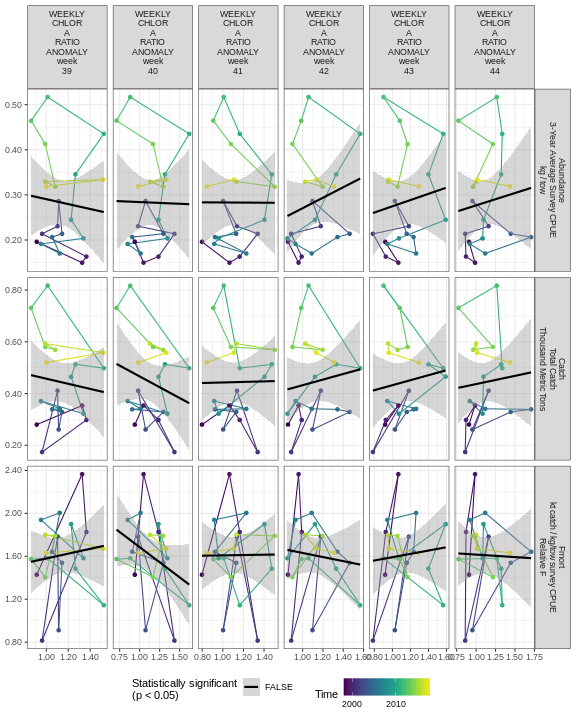 WEEKLY
CHLOR
A
RATIO
ANOMALY
week
39
WEEKLY
CHLOR
A
RATIO
ANOMALY
week
40
WEEKLY
CHLOR
A
RATIO
ANOMALY
week
41
WEEKLY
CHLOR
A
RATIO
ANOMALY
week
42
WEEKLY
CHLOR
A
RATIO
ANOMALY
week
43
WEEKLY
CHLOR
A
RATIO
ANOMALY
week
44
0.50
0.40
0.30
0.20
Abundance
3-Year Average Survey CPUE
kg / tow
0.80
0.60
0.40
0.20
Catch
Total Catch
Thousand Metric Tons
2.40
2.00
1.60
1.20
0.80
Fmort
kt catch / kg/tow survey CPUE
Relative F
1.00 1.20 1.40
0.75 1.00 1.25 1.50
0.80 1.00 1.20 1.40
1.00 1.20 1.40
0.80 1.00 1.20 1.40
1.00 1.25 1.50 1.75
Statistically significant
(p < 0.05)
FALSE
Time
2000 2010